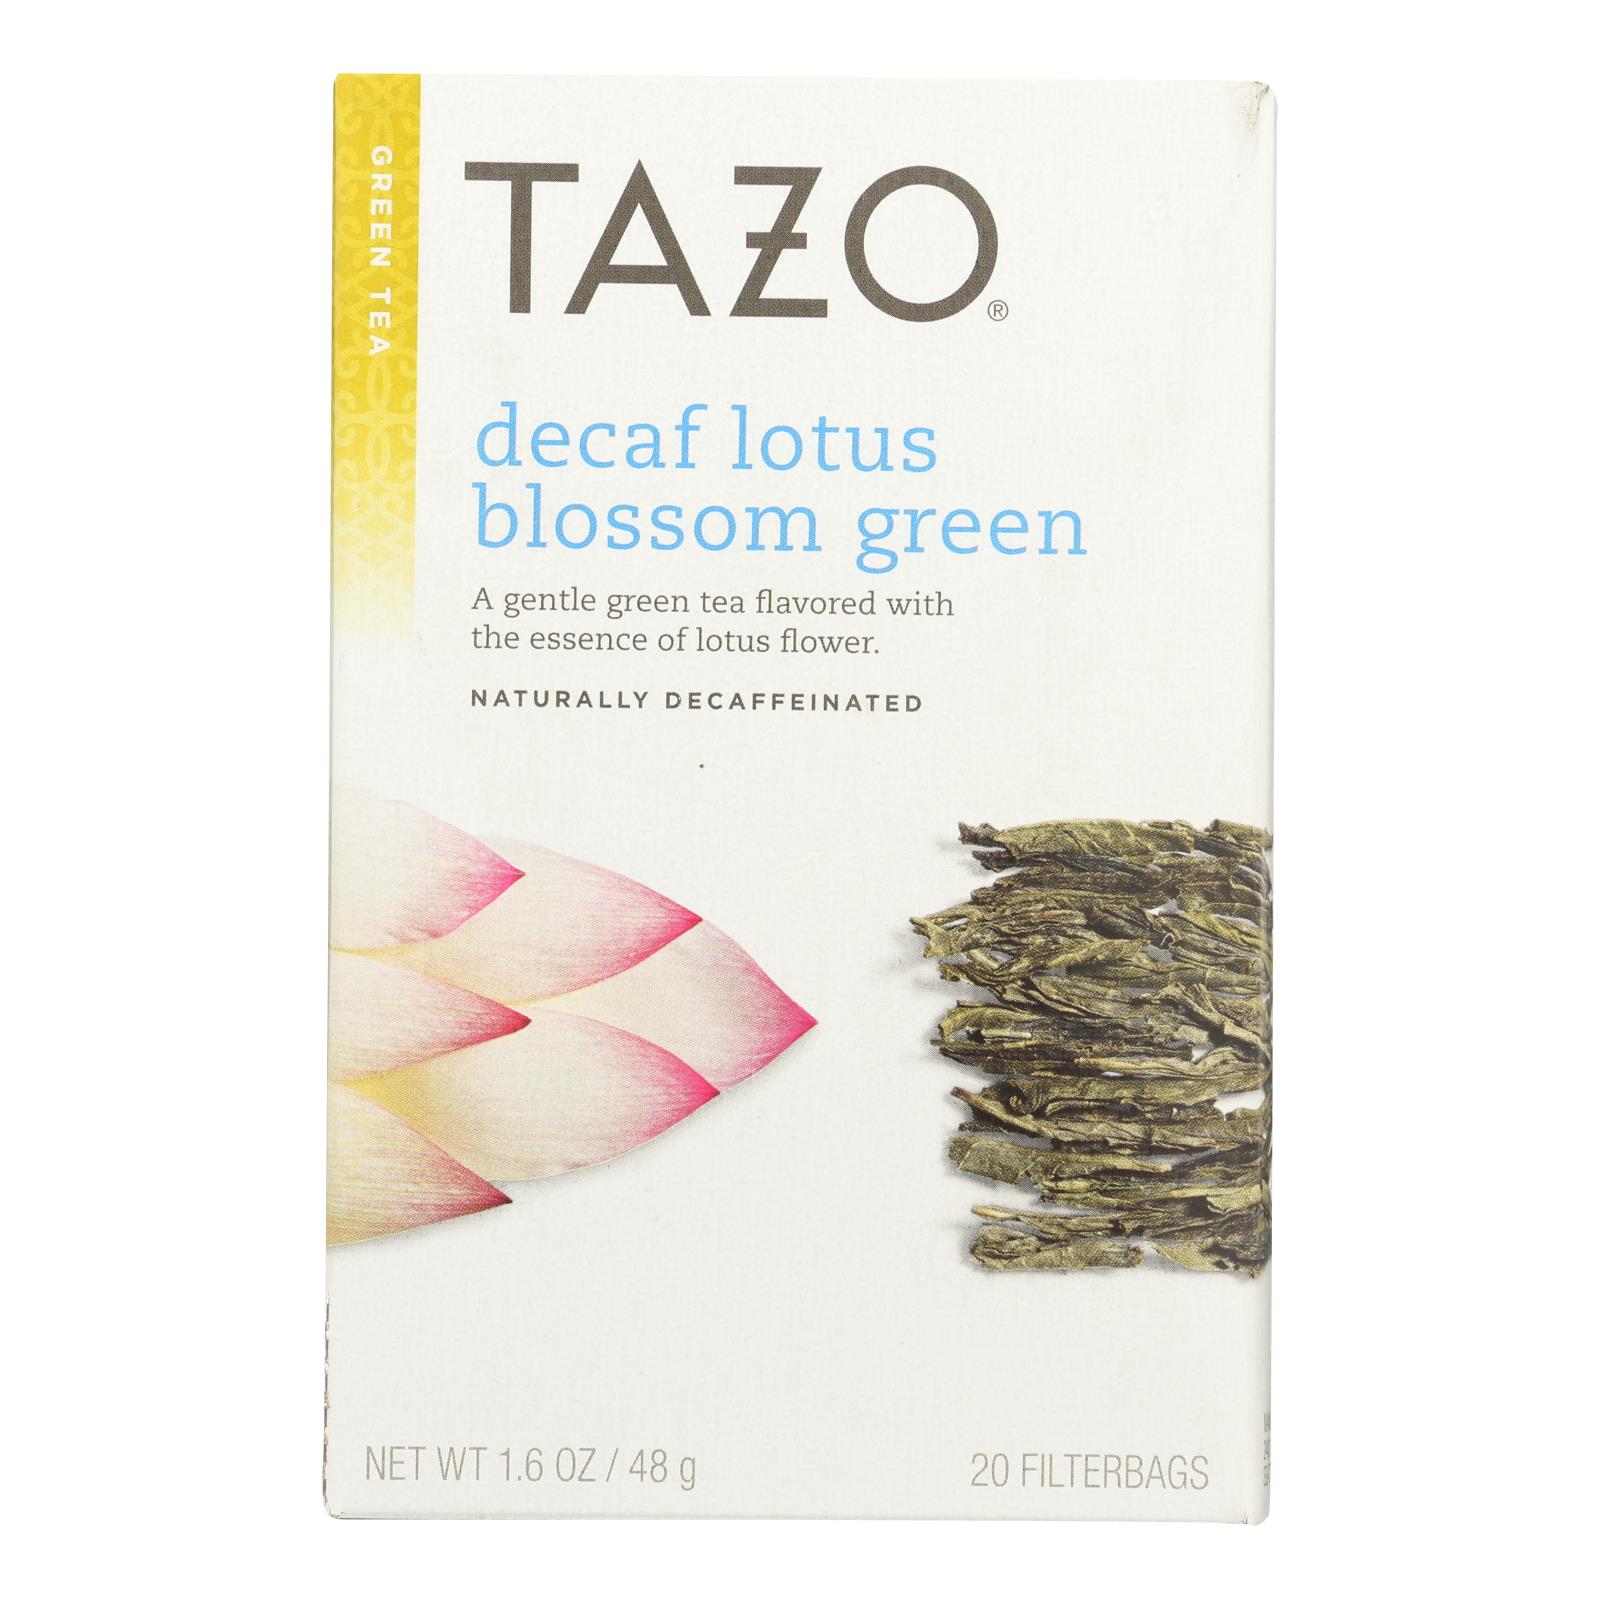 GREEN TEA
TAZO®
decaf lotus
blossom green
A gentle green tea flavored with
the essence of lotus flower.
NATURALLY DECAFFEINATED
NET WT 1.6 OZ / 48 g
20 FILTERBAGS